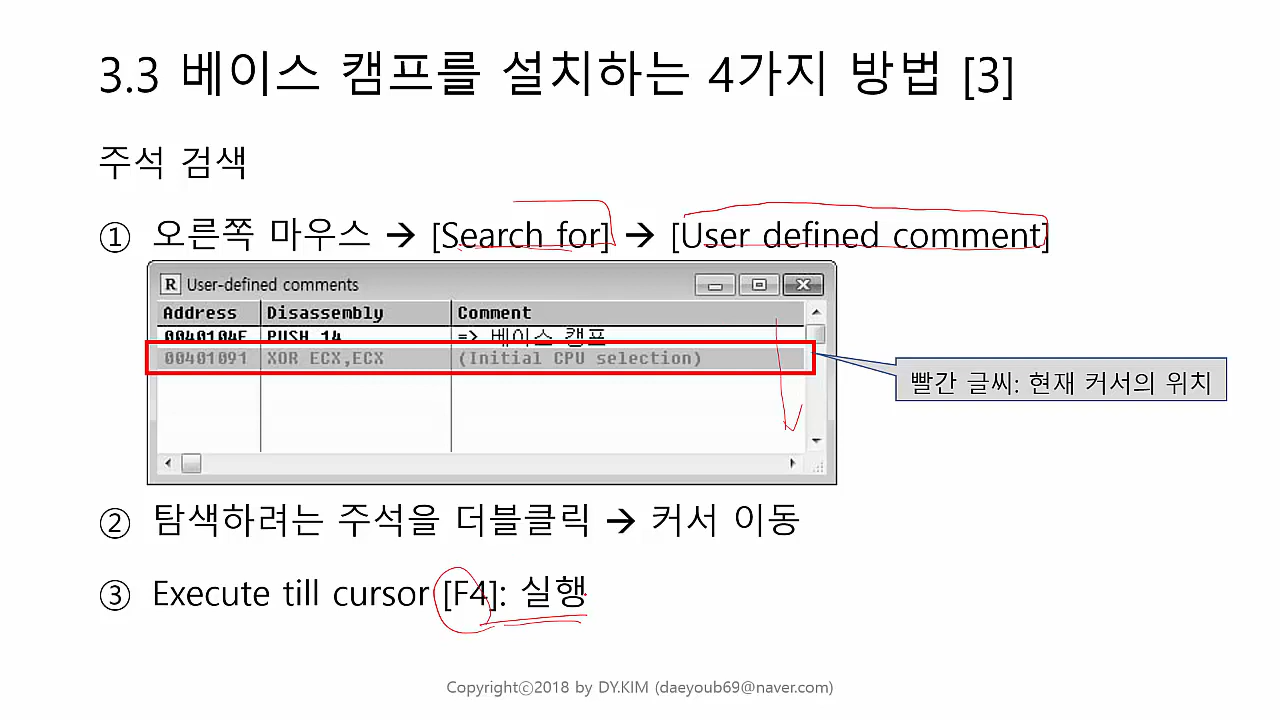 3.3 베이스 캠프를 설치하는 4가지 방법 [3]
주석 검색
① 오른쪽 마우스 → [Search for] → [User defined comment]
R User-defined comments
Address Disassembly Comment
0040104F PUSH 14 => 베이스 캠프
00401091 XOR ECX,ECX (Initial CPU selection)
빨간 글씨: 현재 커서의 위치
② 탐색하려는 주석을 더블클릭 → 커서 이동
③ Execute till cursor [F4]: 실행
Copyrightⓒ2018 by DY.KIM (daeyoub69@naver.com)